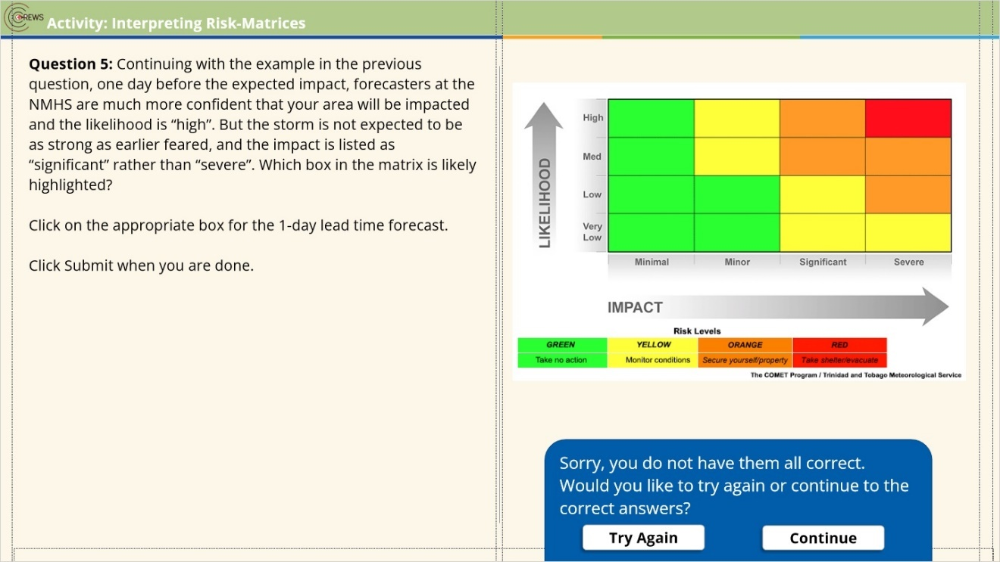 CREWS
Activity: Interpreting Risk-Matrices
Question 5: Continuing with the example in the previous
question, one day before the expected impact, forecasters at the
NMHS are much more confident that your area will be impacted
and the likelihood is “high”. But the storm is not expected to be
as strong as earlier feared, and the impact is listed as
“significant” rather than “severe”. Which box in the matrix is likely
highlighted?
Click on the appropriate box for the 1-day lead time forecast.
Click Submit when you are done.
LIKELIHOOD
High
Med
Low
Very
Low
Minimal Minor Significant Severe
IMPACT
Risk Levels
GREEN YELLOW ORANGE RED
Take no action Monitor conditions Secure yourself/property Take shelter/evacuate
The COMET Program / Trinidad and Tobago Meteorological Service
Sorry, you do not have them all correct.
Would you like to try again or continue to the
correct answers?
Try Again Continue